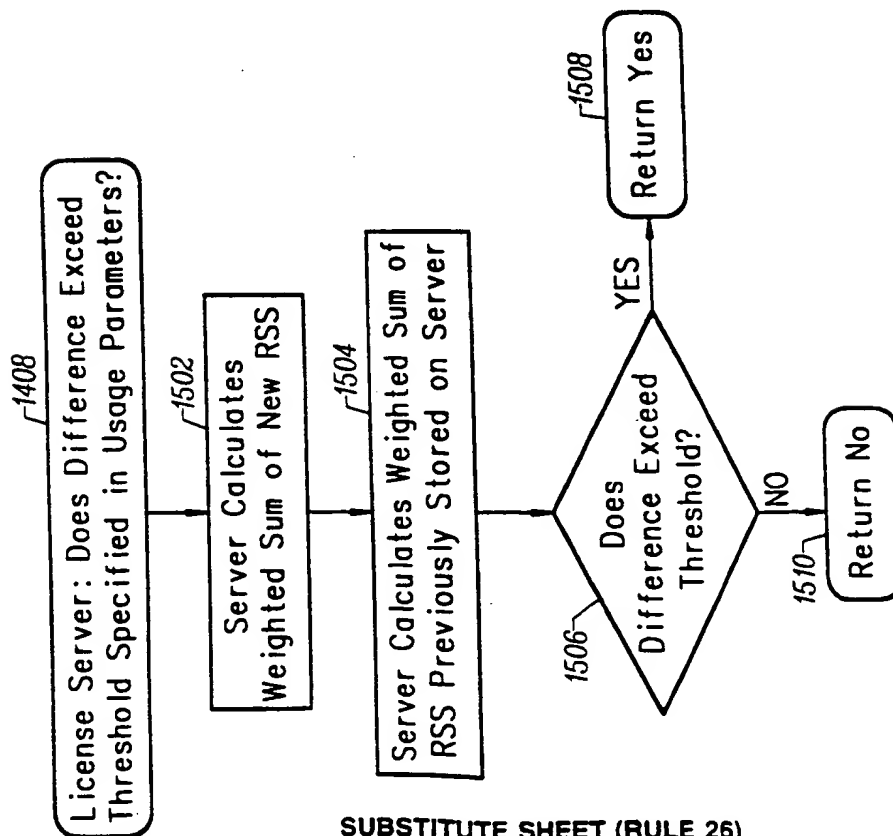 1408
License Server: Does Difference Exceed
Threshold Specified in Usage Parameters?
1502
Server Calculates
Weighted Sum of New RSS
1504
Server Calculates Weighted Sum of
RSS Previously Stored on Server
1506
Does
Difference Exceed
Threshold?
YES
1508
Return Yes
NO
1510
Return No
SUBSTITUTE SHEET (RULE 26)